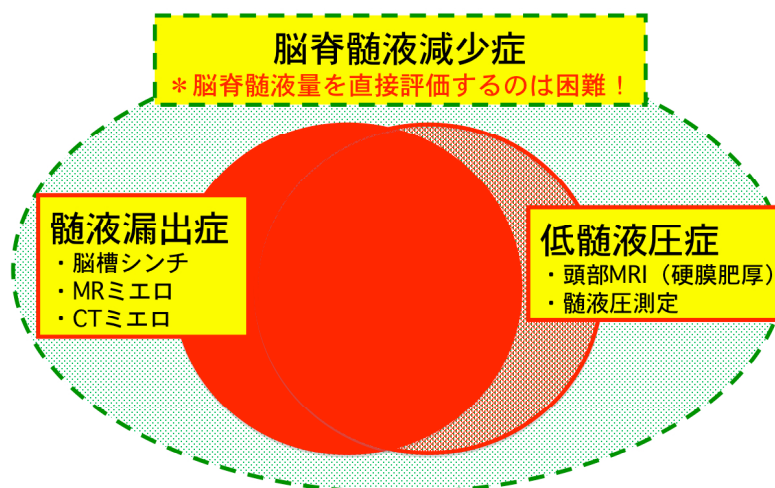 脳脊髄液減少症
＊脳脊髄液量を直接評価するのは困難！
髄液漏出症
・脳槽シンチ
・MRミエロ
・CTミエロ
低髄液圧症
・頭部MRI（硬膜肥厚）
・髄液圧測定